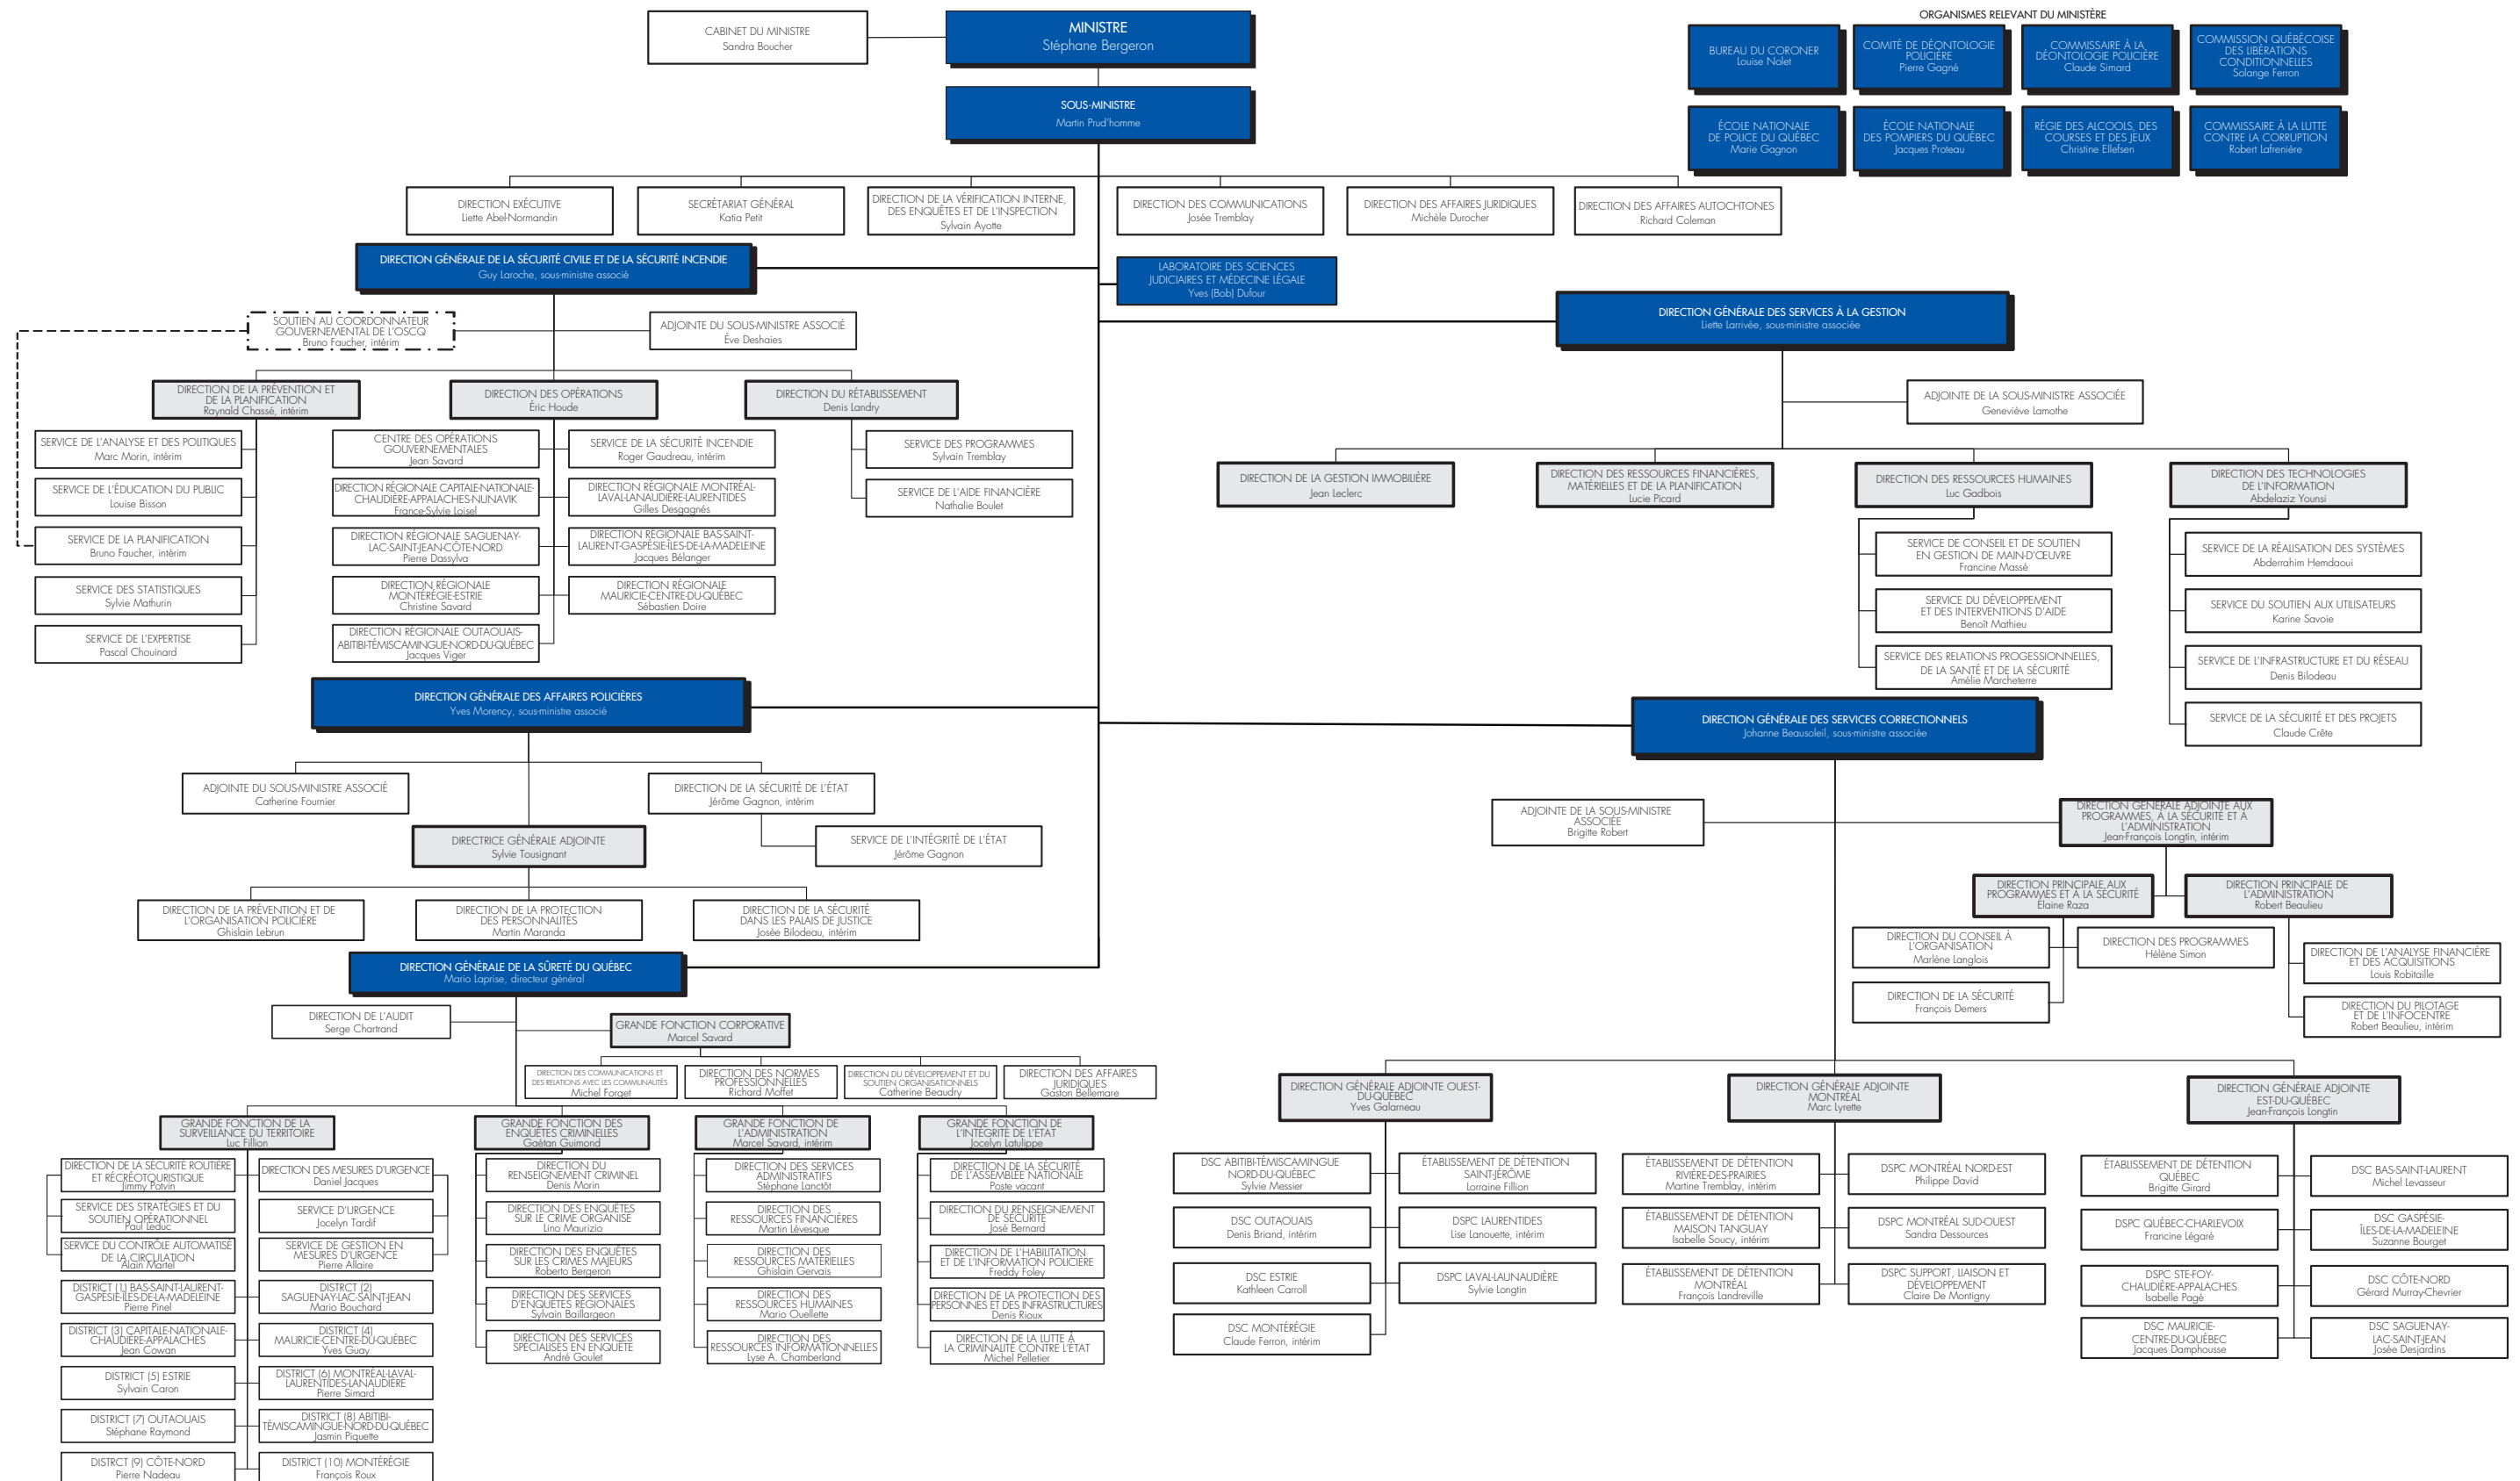 CABINET DU MINISTRE
Sandra Boucher
MINISTRE
Stéphane Bergeron
SOUS-MINISTRE
Martin Prud'homme
ORGANISMES RELEVANT DU MINISTÈRE
BUREAU DU CORONER
Louise Nolet
COMITÉ DE DÉONTOLOGIE
POLICIÈRE
Pierre Gagné
COMMISSAIRE À LA
DÉONTOLOGIE POLICIÈRE
Claude Simard
COMMISSION QUÉBÉCOISE
DES LIBÉRATIONS
CONDITIONNELLES
Solange Ferron
ÉCOLE NATIONALE
DE POLICE DU QUÉBEC
Marie Gagnon
ÉCOLE NATIONALE
DES POMPIERS DU QUÉBEC
Jacques Proteau
RÉGIE DES ALCOOLS, DES
COURSES ET DES JEUX
Christine Ellefsen
COMMISSAIRE À LA LUTTE
CONTRE LA CORRUPTION
Robert Lafrenière
DIRECTION EXÉCUTIVE
Liette Abel-Normandin
SECRÉTARIAT GÉNÉRAL
Katia Petit
DIRECTION DE LA VÉRIFICATION INTERNE,
DES ENQUÊTES ET DE L'INSPECTION
Sylvain Ayotte
DIRECTION DES COMMUNICATIONS
Josée Tremblay
DIRECTION DES AFFAIRES JURIDIQUES
Michèle Durocher
DIRECTION DES AFFAIRES AUTOCHTONES
Richard Coleman
DIRECTION GÉNÉRALE DE LA SÉCURITÉ CIVILE ET DE LA SÉCURITÉ INCENDIE
Guy Laroche, sous-ministre associé
LABORATOIRE DES SCIENCES
JUDICIAIRES ET MÉDECINE LÉGALE
Yves (Bob) Dufour
SOUTIEN AU COORDONNATEUR
GOUVERNEMENTAL DE L'OSCQ
Bruno Faucher, intérim
ADJOINTE DU SOUS-MINISTRE ASSOCIÉ
Ève Deshaies
DIRECTION DE LA PRÉVENTION ET
DE LA PLANIFICATION
Raynald Chassé, intérim
DIRECTION DES OPÉRATIONS
Éric Houde
DIRECTION DU RÉTABLISSEMENT
Denis Landry
SERVICE DE L'ANALYSE ET DES POLITIQUES
Marc Morin, intérim
SERVICE DE L'ÉDUCATION DU PUBLIC
Louise Bisson
SERVICE DE LA PLANIFICATION
Bruno Faucher, intérim
SERVICE DES STATISTIQUES
Sylvie Mathurin
SERVICE DE L'EXPERTISE
Pascal Chouinard
CENTRE DES OPÉRATIONS
GOUVERNEMENTALES
Jean Savard
SERVICE DE LA SÉCURITÉ INCENDIE
Roger Gaudreau, intérim
DIRECTION RÉGIONALE CAPITALE-NATIONALE-
CHAUDIÈRE-APPALACHES-NUNAVIK
France-Sylvie Loisel
DIRECTION RÉGIONALE MONTRÉAL-
LAVAL-LANAUDIÈRE-LAURENTIDES
Gilles Desgagnés
DIRECTION RÉGIONALE SAGUENAY-
LAC-SAINT-JEAN-CÔTE-NORD
Pierre Dassylva
DIRECTION RÉGIONALE BAS-SAINT-
LAURENT-GASPÉSIE-ÎLES-DE-LA-MADELEINE
Jacques Bélanger
DIRECTION RÉGIONALE
MONTÉRÉGIE-ESTRIE
Christine Savard
DIRECTION RÉGIONALE
MAURICIE-CENTRE-DU-QUÉBEC
Sébastien Doire
DIRECTION RÉGIONALE OUTAOUAIS-
ABITIBI-TÉMISCAMINGUE-NORD-DU-QUÉBEC
Jacques Viger
SERVICE DES PROGRAMMES
Sylvain Tremblay
SERVICE DE L'AIDE FINANCIÈRE
Nathalie Boulet
DIRECTION GÉNÉRALE DES SERVICES À LA GESTION
Liette Larrivée, sous-ministre associée
ADJOINTE DE LA SOUS-MINISTRE ASSOCIÉE
Geneviève Lamothe
DIRECTION DE LA GESTION IMMOBILIÈRE
Jean Leclerc
DIRECTION DES RESSOURCES FINANCIÈRES,
MATÉRIELLES ET DE LA PLANIFICATION
Lucie Picard
DIRECTION DES RESSOURCES HUMAINES
Luc Gadbois
DIRECTION DES TECHNOLOGIES
DE L'INFORMATION
Abdelaziz Younsi
SERVICE DE CONSEIL ET DE SOUTIEN
EN GESTION DE MAIN-D'ŒUVRE
Francine Massé
SERVICE DU DÉVELOPPEMENT
ET DES INTERVENTIONS D'AIDE
Benoît Mathieu
SERVICE DES RELATIONS PROGESSIONNELLES,
DE LA SANTÉ ET DE LA SÉCURITÉ
Amélie Marcheterre
SERVICE DE LA RÉALISATION DES SYSTÈMES
Abderrahim Hemdaoui
SERVICE DU SOUTIEN AUX UTILISATEURS
Karine Savoie
SERVICE DE L'INFRASTRUCTURE ET DU RÉSEAU
Denis Bilodeau
SERVICE DE LA SÉCURITÉ ET DES PROJETS
Claude Crête
DIRECTION GÉNÉRALE DES AFFAIRES POLICIÈRES
Yves Morency, sous-ministre associé
ADJOINTE DU SOUS-MINISTRE ASSOCIÉ
Catherine Fournier
DIRECTION DE LA SÉCURITÉ DE L'ÉTAT
Jérôme Gagnon, intérim
DIRECTRICE GÉNÉRALE ADJOINTE
Sylvie Tousignant
SERVICE DE L'INTÉGRITÉ DE L'ÉTAT
Jérôme Gagnon
DIRECTION DE LA PRÉVENTION ET DE
L'ORGANISATION POLICIÈRE
Ghislain Lebrun
DIRECTION DE LA PROTECTION
DES PERSONNALITÉS
Martin Maranda
DIRECTION DE LA SÉCURITÉ
DANS LES PALAIS DE JUSTICE
Josée Bilodeau, intérim
DIRECTION GÉNÉRALE DES SERVICES CORRECTIONNELS
Johanne Beausoleil, sous-ministre associée
ADJOINTE DE LA SOUS-MINISTRE
ASSOCIÉE
Brigitte Robert
DIRECTION GÉNÉRALE ADJOINTE AUX
PROGRAMMES, À LA SÉCURITÉ ET À
L'ADMINISTRATION
Jean-François Longtin, intérim
DIRECTION PRINCIPALE AUX
PROGRAMMES ET À LA SÉCURITÉ
Élaine Raza
DIRECTION PRINCIPALE DE
L'ADMINISTRATION
Robert Beaulieu
DIRECTION DU CONSEIL À
L'ORGANISATION
Marlène Langlois
DIRECTION DES PROGRAMMES
Hélène Simon
DIRECTION DE LA SÉCURITÉ
François Demers
DIRECTION DE L'ANALYSE FINANCIÈRE
ET DES ACQUISITIONS
Louis Robitaille
DIRECTION DU PILOTAGE
ET DE L'INFOCENTRE
Robert Beaulieu, intérim
DIRECTION GÉNÉRALE DE LA SÛRETÉ DU QUÉBEC
Mario Laprise, directeur général
DIRECTION DE L'AUDIT
Serge Chartrand
GRANDE FONCTION CORPORATIVE
Marcel Savard
DIRECTION DES COMMUNICATIONS ET
DES RELATIONS AVEC LES COMMUNAUTÉS
Michel Forget
DIRECTION DES NORMES
PROFESSIONNELLES
Richard Moffet
DIRECTION DU DÉVELOPPEMENT ET DU
SOUTIEN ORGANISATIONNELS
Catherine Beaudry
DIRECTION DES AFFAIRES
JURIDIQUES
Gaston Bellemare
GRANDE FONCTION DE LA
SURVEILLANCE DU TERRITOIRE
Luc Fillion
GRANDE FONCTION DES
ENQUÊTES CRIMINELLES
Gaétan Guimond
GRANDE FONCTION DE
L'ADMINISTRATION
Marcel Savard, intérim
GRANDE FONCTION DE
L'INTÉGRITÉ DE L'ÉTAT
Jocelyn Latulippe
DIRECTION DE LA SÉCURITÉ ROUTIÈRE
ET RÉCRÉOTOURISTIQUE
Jimmy Potvin
DIRECTION DES MESURES D'URGENCE
Daniel Jacques
SERVICE DES STRATÉGIES ET DU
SOUTIEN OPÉRATIONNEL
Paul Leduc
SERVICE D'URGENCE
Jocelyn Tardif
SERVICE DU CONTRÔLE AUTOMATISÉ
DE LA CIRCULATION
Alain Martel
SERVICE DE GESTION EN
MESURES D'URGENCE
Pierre Allaire
DISTRICT (1) BAS-SAINT-LAURENT-
GASPÉSIE-ÎLES-DE-LA-MADELEINE
Pierre Pinel
DISTRCT (2)
SAGUENAY-LAC-SAINT-JEAN
Mario Bouchard
DISTRICT (3) CAPITALE-NATIONALE-
CHAUDIÈRE-APPALACHES
Jean Cowan
DISTRICT (4)
MAURICIE-CENTRE-DU-QUÉBEC
Yves Guay
DISTRICT (5) ESTRIE
Sylvain Caron
DISTRICT (6) MONTRÉAL-LAVAL-
LAURENTIDES-LANAUDIÈRE
Pierre Simard
DISTRICT (7) OUTAOUAIS
Stéphane Raymond
DISTRICT (8) ABITIBI-
TÉMISCAMINGUE-NORD-DU-QUÉBEC
Jasmin Piquette
DISTRCT (9) CÔTE-NORD
Pierre Nadeau
DISTRICT (10) MONTÉRÉGIE
François Roux
DIRECTION DU
RENSEIGNEMENT CRIMINEL
Denis Morin
DIRECTION DES ENQUÊTES
SUR LE CRIME ORGANISÉ
Lino Maurizio
DIRECTION DES ENQUÊTES
SUR LES CRIMES MAJEURS
Roberto Bergeron
DIRECTION DES SERVICES
D'ENQUÊTES RÉGIONALES
Sylvain Baillargeon
DIRECTION DES SERVICES
SPÉCIALISÉS EN ENQUÊTE
André Goulet
DIRECTION DES SERVICES
ADMINISTRATIFS
Stéphane Lanctôt
DIRECTION DES
RESSOURCES FINANCIÈRES
Martin Lévesque
DIRECTION DES
RESSOURCES MATÉRIELLES
Ghislain Gervais
DIRECTION DES
RESSOURCES HUMAINES
Mario Ouellette
DIRECTION DES
RESSOURCES INFORMATIONNELLES
Lyse A. Chamberland
DIRECTION DE LA SÉCURITÉ
DE L'ASSEMBLÉE NATIONALE
Poste vacant
DIRECTION DU RENSEIGNEMENT
DE SÉCURITÉ
José Bernard
DIRECTION DE L'HABILITATION
ET DE L'INFORMATION POLICIÈRE
Freddy Foley
DIRECTION DE LA PROTECTION DES
PERSONNES ET DES INFRASTRUCTURES
Denis Rioux
DIRECTION DE LA LUTTE À
LA CRIMINALITÉ CONTRE L'ÉTAT
Michel Pelletier
DIRECTION GÉNÉRALE ADJOINTE OUEST-
DU-QUÉBEC
Yves Galarneau
DIRECTION GÉNÉRALE ADJOINTE
MONTRÉAL
Marc Lyrette
DIRECTION GÉNÉRALE ADJOINTE
EST-DU-QUÉBEC
Jean-François Longtin
DSC ABITIBI-TÉMISCAMINGUE
NORD-DU-QUÉBEC
Sylvie Messier
ÉTABLISSEMENT DE DÉTENTION
SAINT-JÉRÔME
Lorraine Fillion
DSC OUTAOUAIS
Denis Briand, intérim
DSPC LAURENTIDES
Lise Lanouette, intérim
DSC ESTRIE
Kathleen Carroll
DSPC LAVAL-LAUNAUDIÈRE
Sylvie Longtin
DSC MONTÉRÉGIE
Claude Ferron, intérim
ÉTABLISSEMENT DE DÉTENTION
RIVIÈRE-DES-PRAIRIES
Martine Tremblay, intérim
DSPC MONTRÉAL NORD-EST
Philippe David
ÉTABLISSEMENT DE DÉTENTION
MAISON TANGUAY
Isabelle Soucy, intérim
DSPC MONTRÉAL SUD-OUEST
Sandra Dessources
ÉTABLISSEMENT DE DÉTENTION
MONTRÉAL
François Landreville
DSPC SUPPORT, LIAISON ET
DÉVELOPPEMENT
Claire De Montigny
ÉTABLISSEMENT DE DÉTENTION
QUÉBEC
Brigitte Girard
DSC BAS-SAINT-LAURENT
Michel Levasseur
DSPC QUÉBEC-CHARLEVOIX
Francine Légaré
DSC GASPÉSIE-
ÎLES-DE-LA-MADELEINE
Suzanne Bourget
DSPC STE-FOY-
CHAUDIÈRE-APPALACHES
Isabelle Pagé
DSC CÔTE-NORD
Gérard Murray-Chevrier
DSC MAURICIE-
CENTRE-DU-QUÉBEC
Jacques Damphousse
DSC SAGUENAY-
LAC-SAINT-JEAN
Josée Desjardins